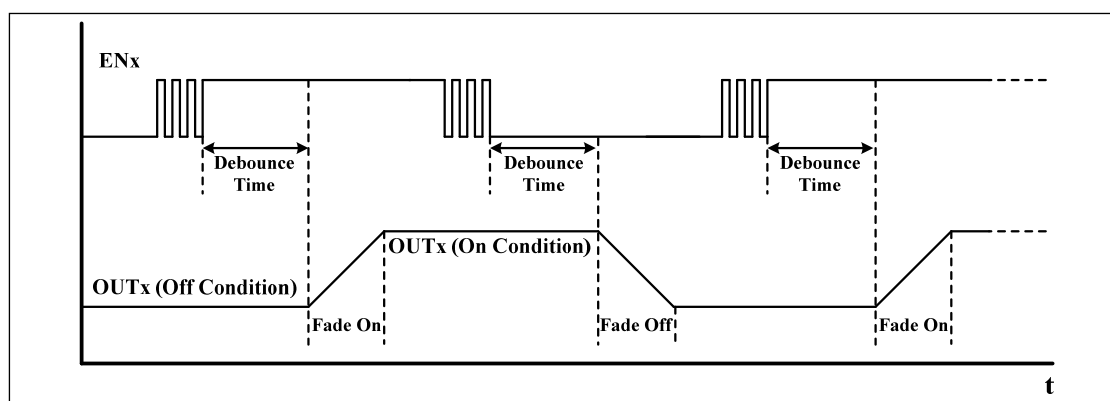 ENx
Debounce
Time
Debounce
Time
Debounce
Time
OUTx (On Condition)
OUTx (Off Condition)
Fade On
Fade Off
Fade On
t